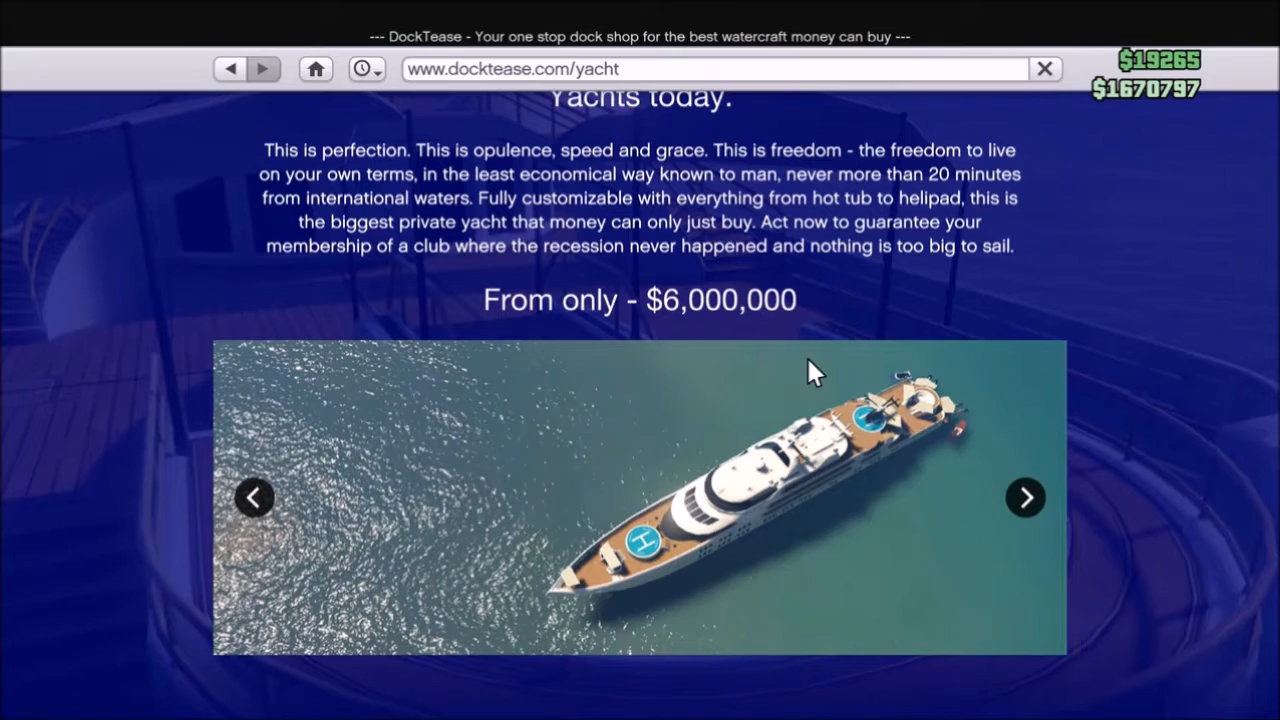 --- DockTease - Your one stop dock shop for the best watercraft money can buy ---
www.docktease.com/yacht
$19265
$1670797
Yachts today.
This is perfection. This is opulence, speed and grace. This is freedom - the freedom to live
on your own terms, in the least economical way known to man, never more than 20 minutes
from international waters. Fully customizable with everything from hot tub to helipad, this is
the biggest private yacht that money can only just buy. Act now to guarantee your
membership of a club where the recession never happened and nothing is too big to sail.
From only - $6,000,000
H
H